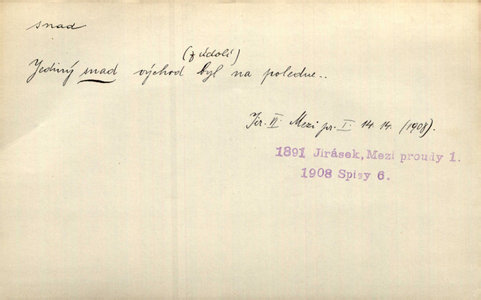 snad
(z údolí)
Jediný snad východ byl na poledne..
Jir. II. Mezi pr. I. 14. 14. (1908).
1891 Jirásek, Mezi proudy 1.
1908 Spisy 6.